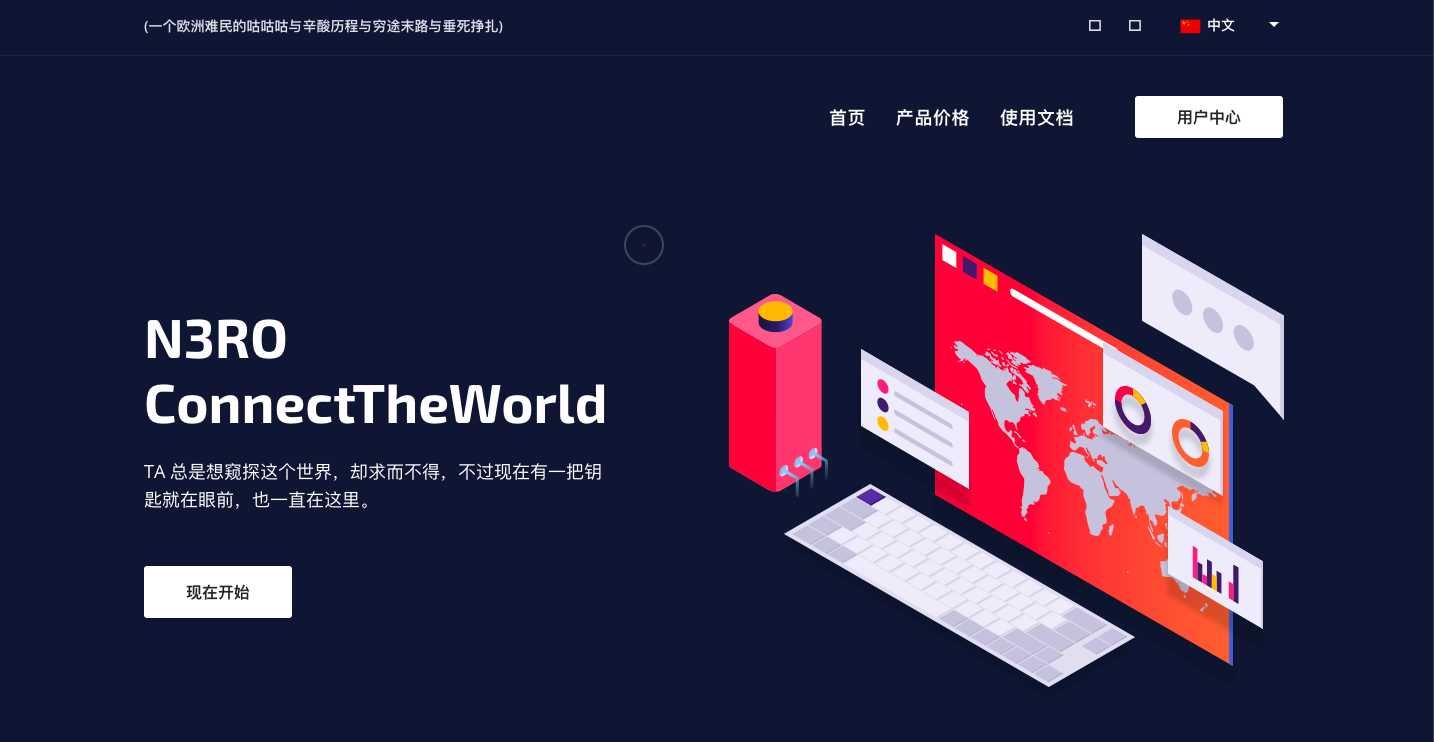 (一个欧洲难民的咕咕咕与辛酸历程与穷途末路与垂死挣扎)
中文
首页 产品价格 使用文档 用户中心
N3RO
ConnectTheWorld
TA 总是想窥探这个世界，却求而不得，不过现在有一把钥
匙就在眼前，也一直在这里。
现在开始